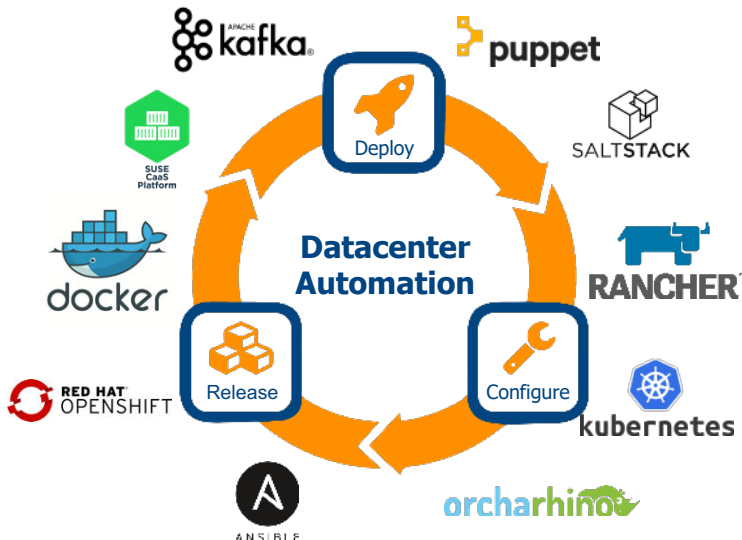 APACHE
kafka®
puppet
Deploy
SUSE
CaaS
Platform
SALTSTACK
Datacenter
Automation
docker
RANCHER
Release
Configure
RED HAT
OPENSHIFT
kubernetes
ANSIBLE
orcharhino